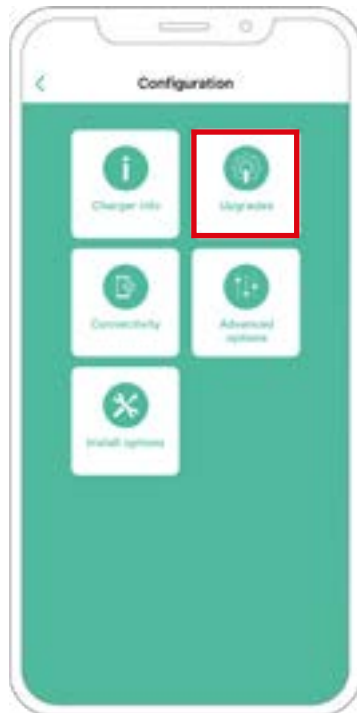 Configuration
Charger info
Upgrades
Connectivity
Advanced
options
Install options